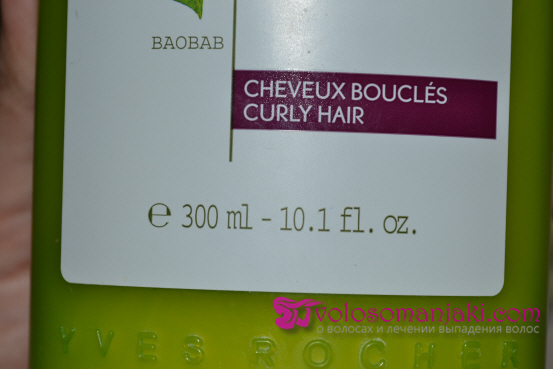 BAOBAB
CHEVEUX BOUCLÉS
CURLY HAIR
℮ 300 ml - 10.1 fl. oz.
volosomaniaki.com
о волосах и лечении выпадения волос
YVES ROCHER